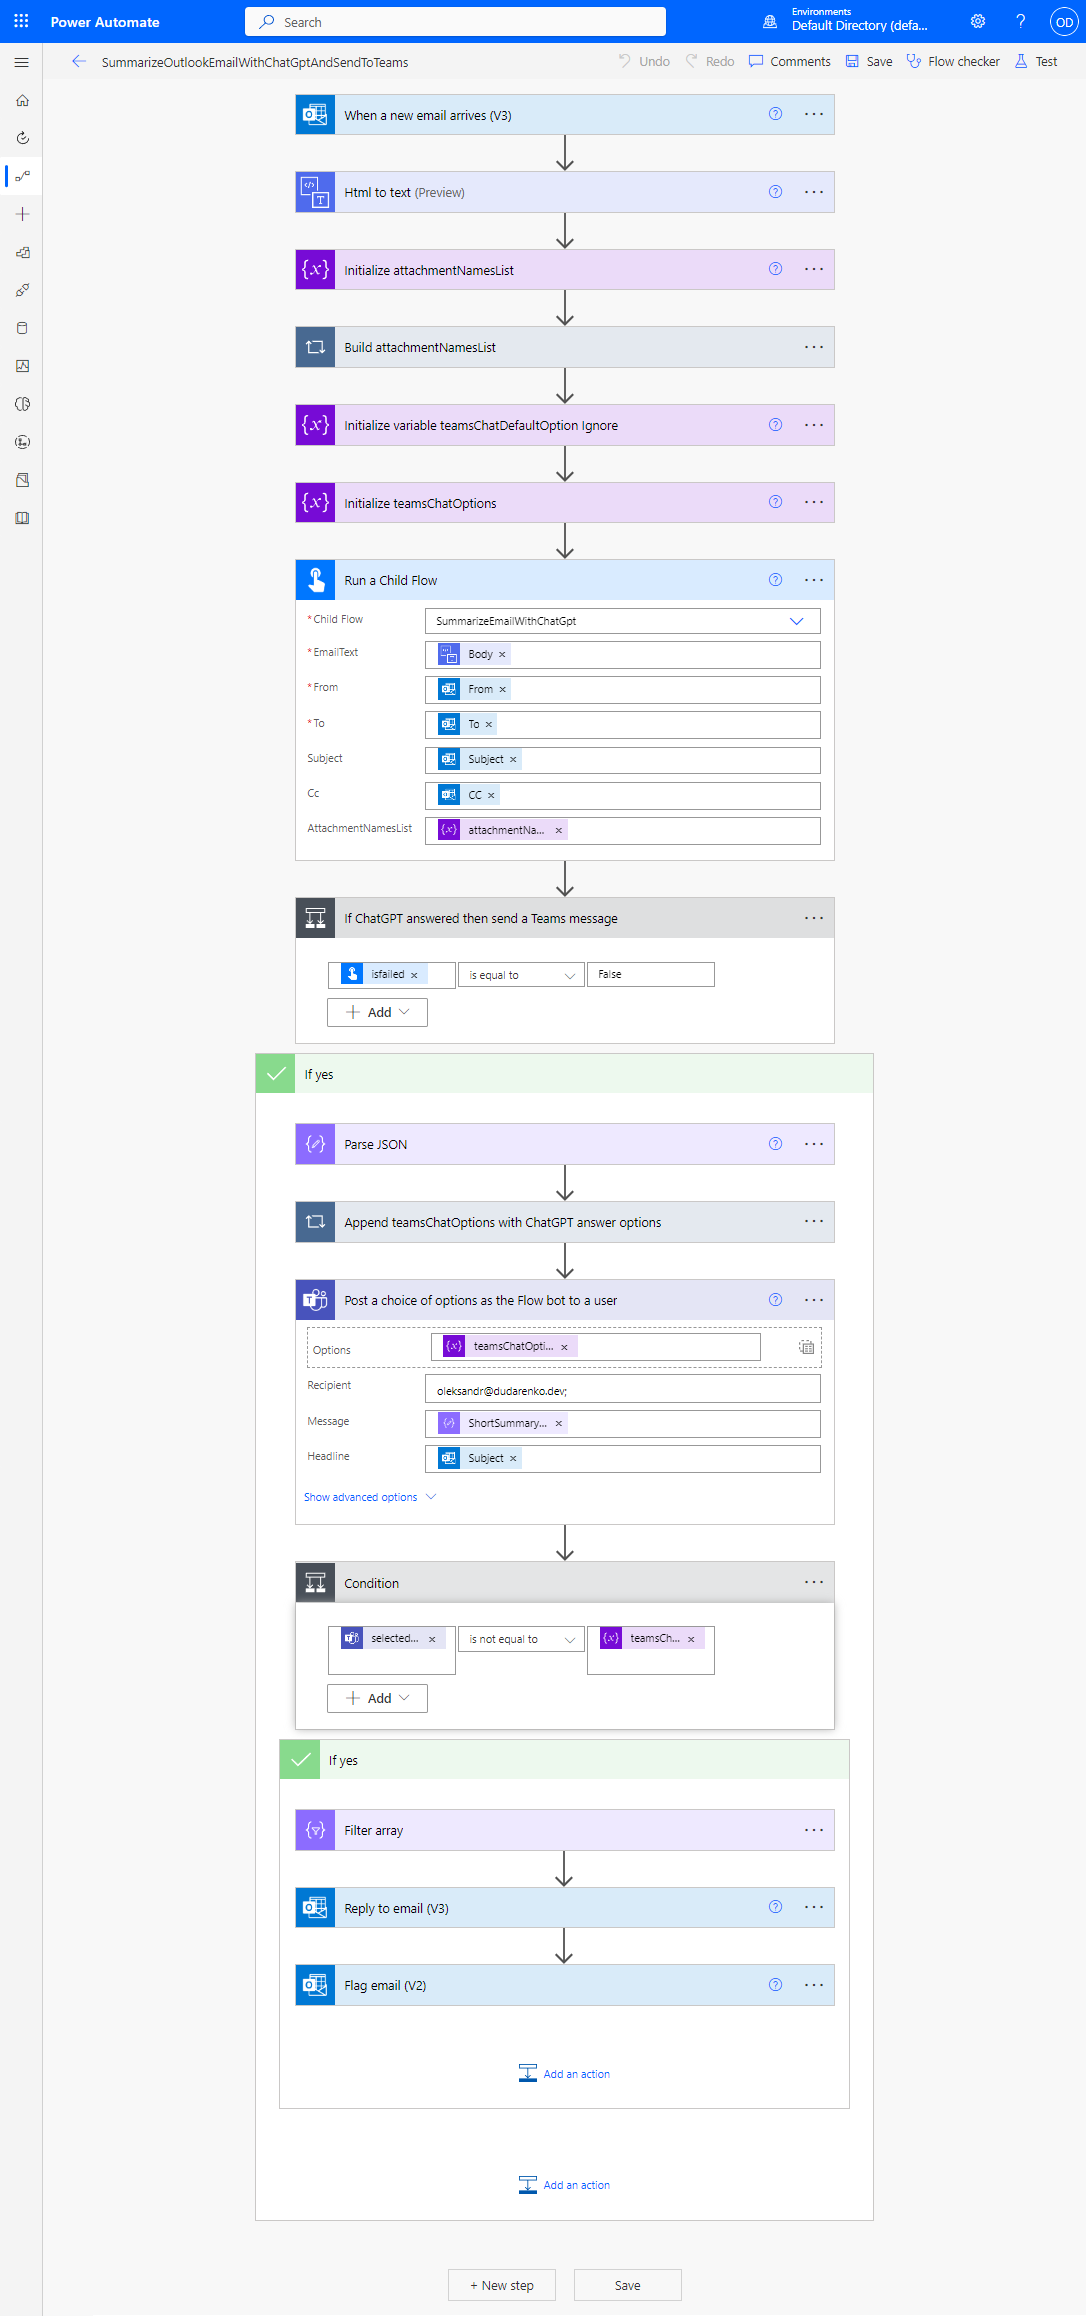 Power Automate
Search
Environments
Default Directory (defa...
?
OD
SummarizeOutlookEmailWithChatGptAndSendToTeams
Undo
Redo
Comments
Save
Flow checker
Test
When a new email arrives (V3)
Html to text (Preview)
{x} Initialize attachmentNamesList
Build attachmentNamesList
{x} Initialize variable teamsChatDefaultOption Ignore
{x} Initialize teamsChatOptions
Run a Child Flow
* Child Flow
SummarizeEmailWithChatGpt
* EmailText
Body ×
* From
From ×
* To
To ×
Subject
Subject ×
Cc
CC ×
AttachmentNamesList
{x} attachmentNa... ×
If ChatGPT answered then send a Teams message
isfailed ×
is equal to
False
+ Add
If yes
Parse JSON
Append teamsChatOptions with ChatGPT answer options
Post a choice of options as the Flow bot to a user
Options
{x} teamsChatOpti... ×
Recipient
oleksandr@dudarenko.dev;
Message
ShortSummary... ×
Headline
Subject ×
Show advanced options
Condition
selected... ×
is not equal to
{x} teamsCh... ×
+ Add
If yes
Filter array
Reply to email (V3)
Flag email (V2)
Add an action
Add an action
+ New step
Save